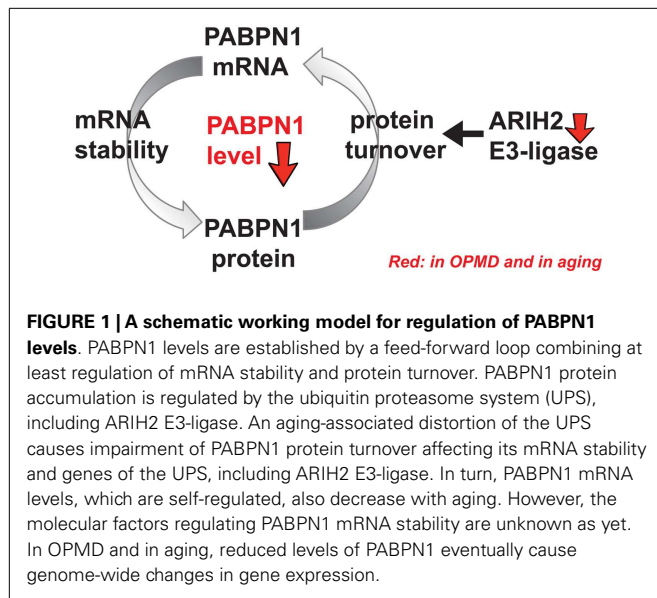 PABPN1
mRNA
mRNA
stability
PABPN1
level
protein
turnover
ARIH2
E3-ligase
PABPN1
protein
Red: in OPMD and in aging
FIGURE 1 | A schematic working model for regulation of PABPN1
levels. PABPN1 levels are established by a feed-forward loop combining at
least regulation of mRNA stability and protein turnover. PABPN1 protein
accumulation is regulated by the ubiquitin proteasome system (UPS),
including ARIH2 E3-ligase. An aging-associated distortion of the UPS
causes impairment of PABPN1 protein turnover affecting its mRNA stability
and genes of the UPS, including ARIH2 E3-ligase. In turn, PABPN1 mRNA
levels, which are self-regulated, also decrease with aging. However, the
molecular factors regulating PABPN1 mRNA stability are unknown as yet.
In OPMD and in aging, reduced levels of PABPN1 eventually cause
genome-wide changes in gene expression.